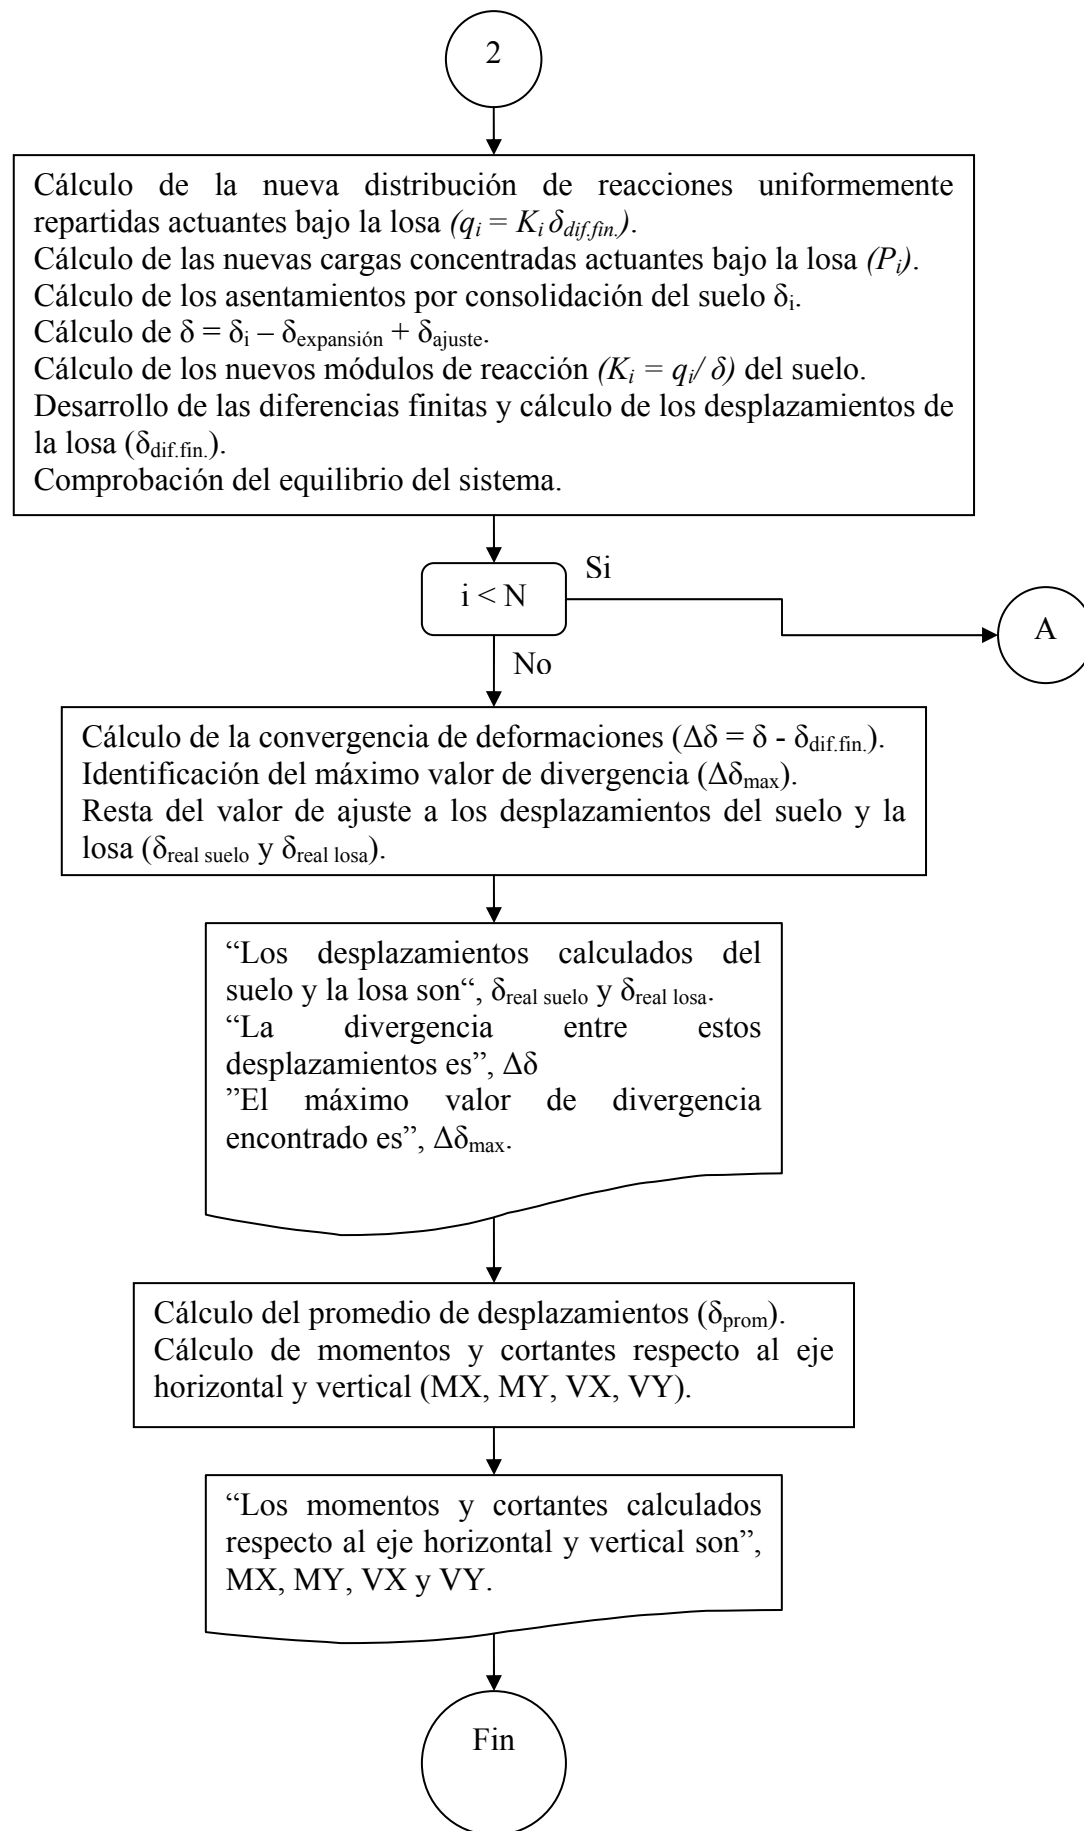 2
Cálculo de la nueva distribución de reacciones uniformemente
repartidas actuantes bajo la losa (qᵢ = Kᵢ δdif.fin.).
Cálculo de las nuevas cargas concentradas actuantes bajo la losa (Pᵢ).
Cálculo de los asentamientos por consolidación del suelo δᵢ.
Cálculo de δ = δᵢ – δexpansión + δajuste.
Cálculo de los nuevos módulos de reacción (Kᵢ = qᵢ/ δ) del suelo.
Desarrollo de las diferencias finitas y cálculo de los desplazamientos de
la losa (δdif.fin.).
Comprobación del equilibrio del sistema.
Si
i < N
A
No
Cálculo de la convergencia de deformaciones (Δδ = δ - δdif.fin.).
Identificación del máximo valor de divergencia (Δδmax).
Resta del valor de ajuste a los desplazamientos del suelo y la
losa (δreal suelo y δreal losa).
“Los desplazamientos calculados del
suelo y la losa son“, δreal suelo y δreal losa.
“La divergencia entre estos
desplazamientos es”, Δδ
”El máximo valor de divergencia
encontrado es”, Δδmax.
Cálculo del promedio de desplazamientos (δprom).
Cálculo de momentos y cortantes respecto al eje
horizontal y vertical (MX, MY, VX, VY).
“Los momentos y cortantes calculados
respecto al eje horizontal y vertical son”,
MX, MY, VX y VY.
Fin